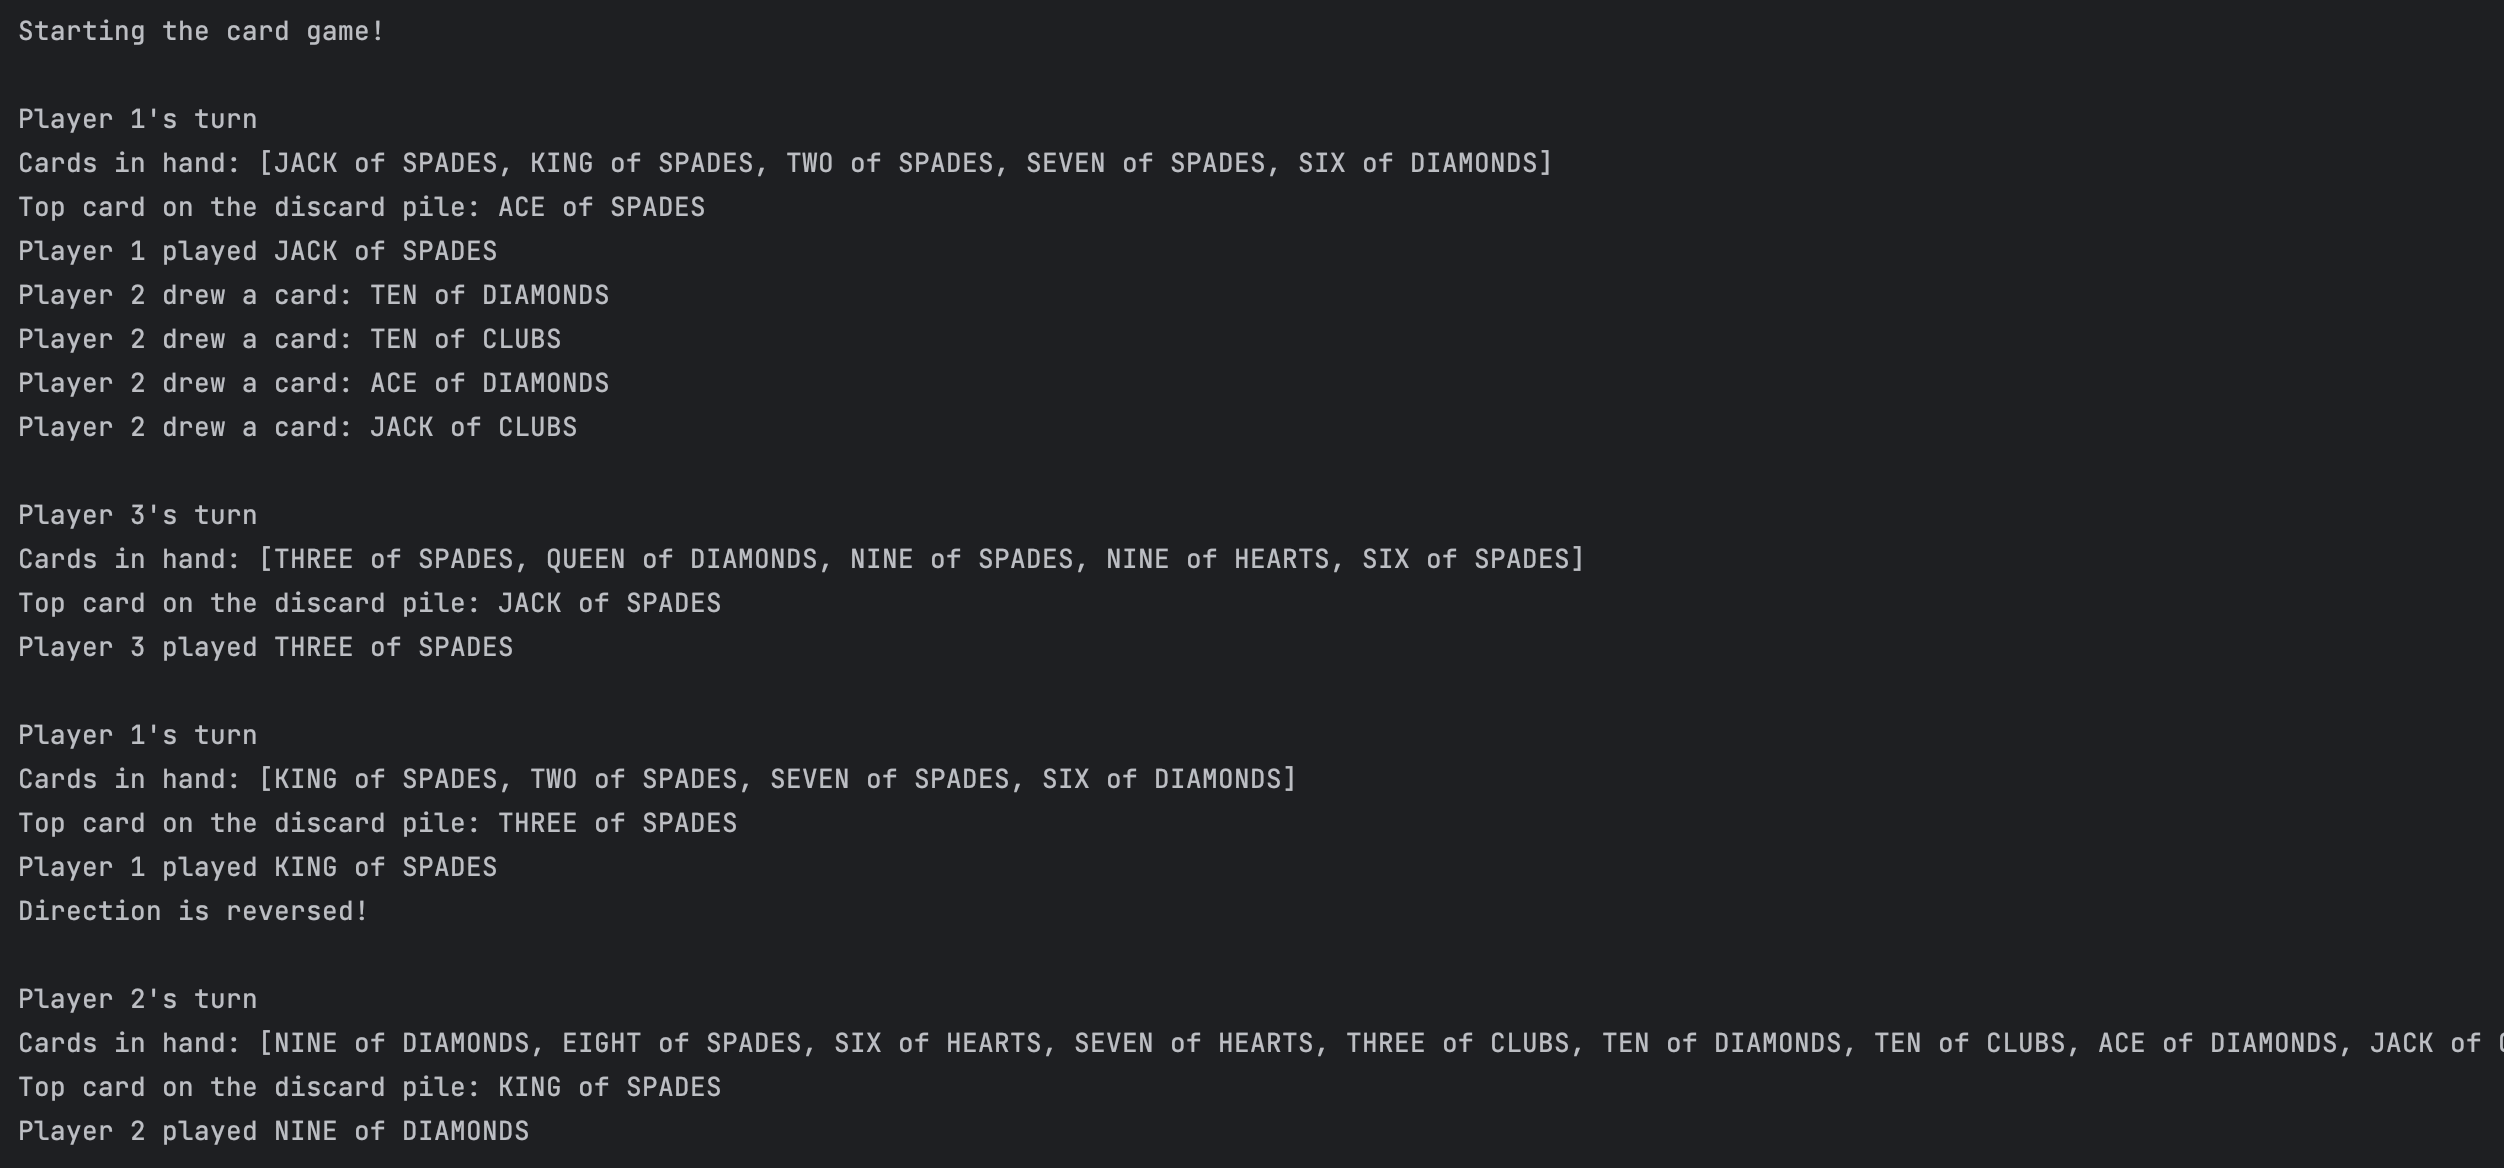 Starting the card game!
Player 1's turn
Cards in hand: [JACK of SPADES, KING of SPADES, TWO of SPADES, SEVEN of SPADES, SIX of DIAMONDS]
Top card on the discard pile: ACE of SPADES
Player 1 played JACK of SPADES
Player 2 drew a card: TEN of DIAMONDS
Player 2 drew a card: TEN of CLUBS
Player 2 drew a card: ACE of DIAMONDS
Player 2 drew a card: JACK of CLUBS
Player 3's turn
Cards in hand: [THREE of SPADES, QUEEN of DIAMONDS, NINE of SPADES, NINE of HEARTS, SIX of SPADES]
Top card on the discard pile: JACK of SPADES
Player 3 played THREE of SPADES
Player 1's turn
Cards in hand: [KING of SPADES, TWO of SPADES, SEVEN of SPADES, SIX of DIAMONDS]
Top card on the discard pile: THREE of SPADES
Player 1 played KING of SPADES
Direction is reversed!
Player 2's turn
Cards in hand: [NINE of DIAMONDS, EIGHT of SPADES, SIX of HEARTS, SEVEN of HEARTS, THREE of CLUBS, TEN of DIAMONDS, TEN of CLUBS, ACE of DIAMONDS, JACK of
Top card on the discard pile: KING of SPADES
Player 2 played NINE of DIAMONDS